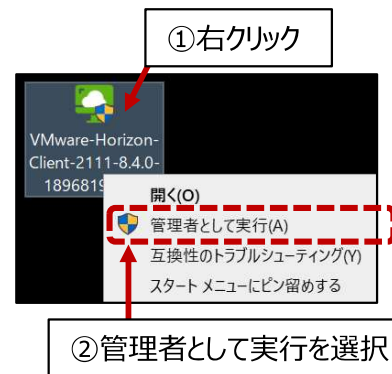 ①右クリック
VMware-Horizon-
Client-2111-8.4.0-
1896819
開く(O)
管理者として実行(A)
互換性のトラブルシューティング(Y)
スタート メニューにピン留めする
②管理者として実行を選択